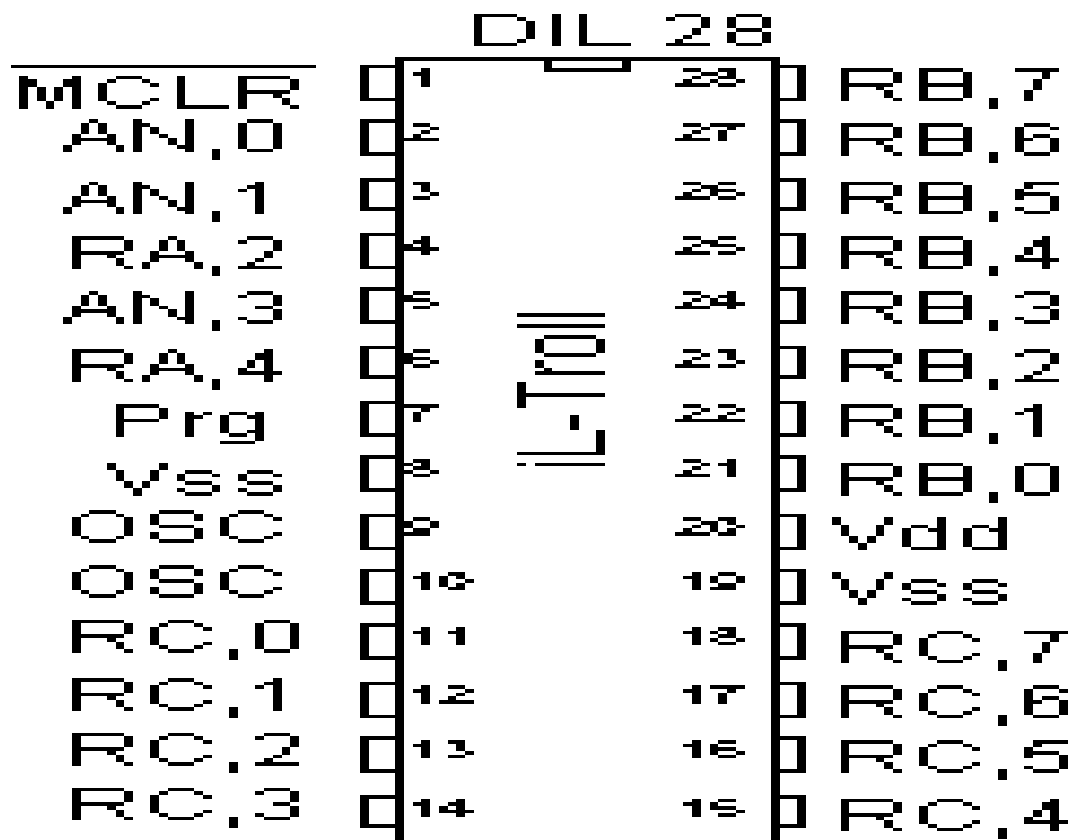 DIL 28
MCLR 1 28 RB.7
AN.0 2 27 RB.6
AN.1 3 26 RB.5
RA.2 4 25 RB.4
AN.3 5 24 RB.3
RA.4 6 23 RB.2
Prg 7 22 RB.1
Vss 8 21 RB.0
OSC 9 20 Vdd
OSC 10 19 Vss
RC.0 11 18 RC.7
RC.1 12 17 RC.6
RC.2 13 16 RC.5
RC.3 14 15 RC.4